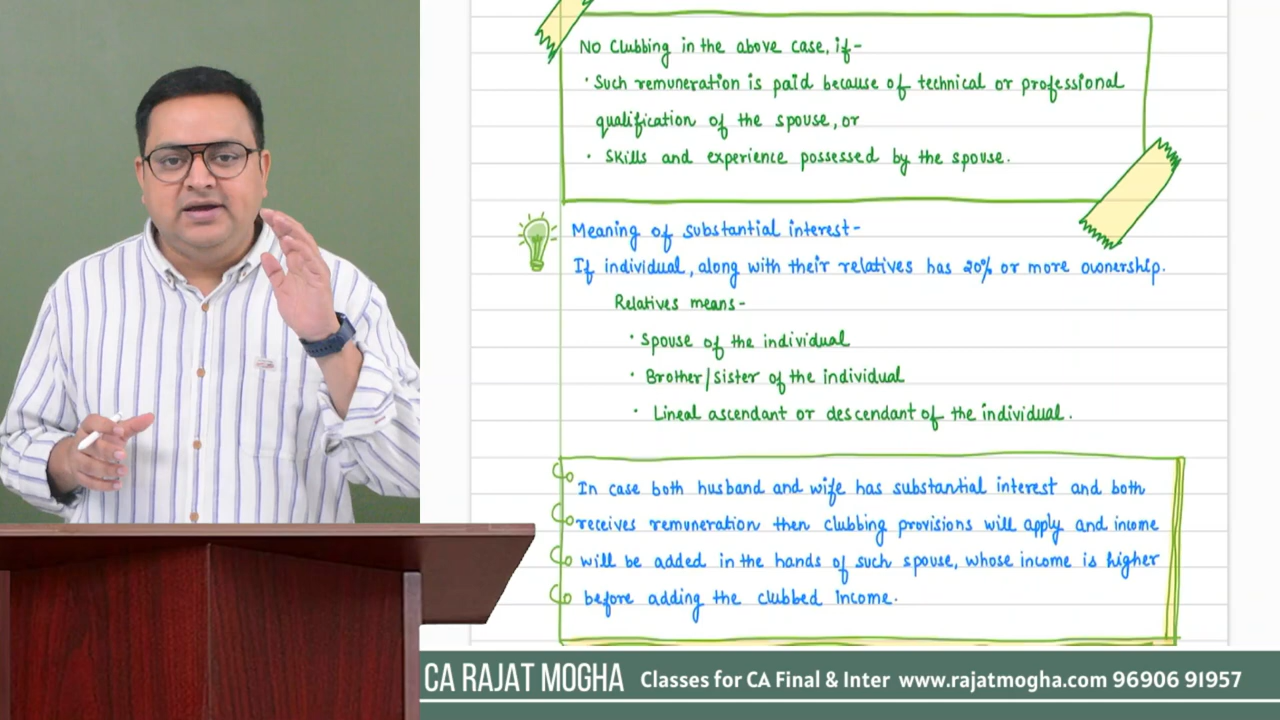 No Clubbing in the above case, if-
· Such remuneration is paid because of technical or professional
qualification of the spouse, or
· Skills and experience possessed by the spouse.
Meaning of substantial interest-
If individual, along with their relatives has 20% or more ownership.
Relatives means-
· Spouse of the individual
· Brother/Sister of the individual
· Lineal ascendant or descendant of the individual.
In case both husband and wife has substantial interest and both
receives remuneration then clubbing provisions will apply and income
will be added in the hands of such spouse, whose income is higher
before adding the clubbed income.
CA RAJAT MOGHA Classes for CA Final & Inter www.rajatmogha.com 96906 91957